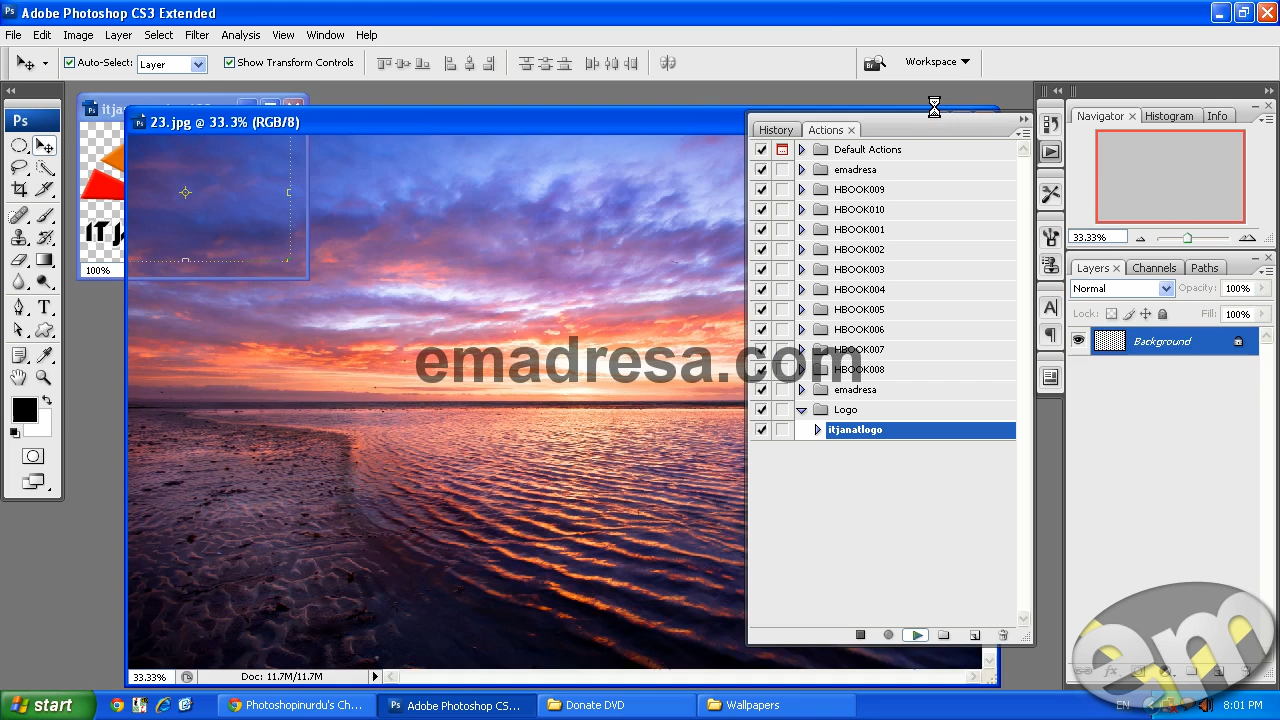 Adobe Photoshop CS3 Extended
File Edit Image Layer Select Filter Analysis View Window Help
Auto-Select: Layer Show Transform Controls Workspace
23.jpg @ 33.3% (RGB/8)
Ps
100%
History Actions
Default Actions
emadresa
HBOOK009
HBOOK010
HBOOK001
HBOOK002
HBOOK003
HBOOK004
HBOOK005
HBOOK006
HBOOK007
HBOOK008
emadresa
Logo
itjanatlogo
emadresa.com
Navigator Histogram Info
33.33%
Layers Channels Paths
Normal Opacity: 100%
Lock: Fill: 100%
Background
33.33% Doc: 11.7M/11.7M
em
start Photoshopinurdu's Ch... Adobe Photoshop CS... Donate DVD Wallpapers EN 8:01 PM